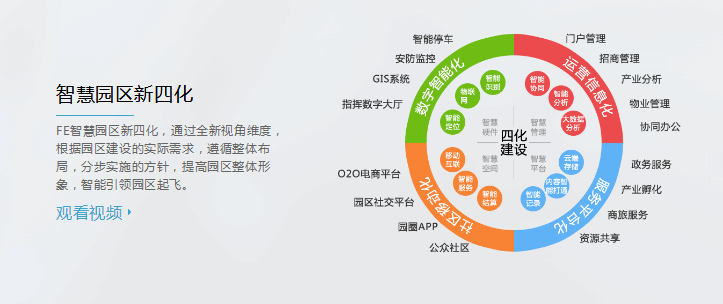 智慧园区新四化
FE智慧园区新四化，通过全新视角维度，
根据园区建设的实际需求，遵循整体布
局，分步实施的方针，提高园区整体形
象，智能引领园区起飞。
观看视频
智能停车
安防监控
GIS系统
指挥数字大厅
数字智能化
智能
识别
物联
网
智能
定位
智慧
硬件
门户管理
招商管理
产业分析
物业管理
协同办公
运营信息化
智能
协同
智能
分析
大数据
分析
智慧
管理
四化
建设
O2O电商平台
园区社交平台
园圈APP
公众社区
社区移动化
移动
互联
智能
服务
智能
结算
智慧
空间
政务服务
产业孵化
商旅服务
资源共享
服务平台化
云端
存储
内容智
能打通
智能
记录
智慧
平台